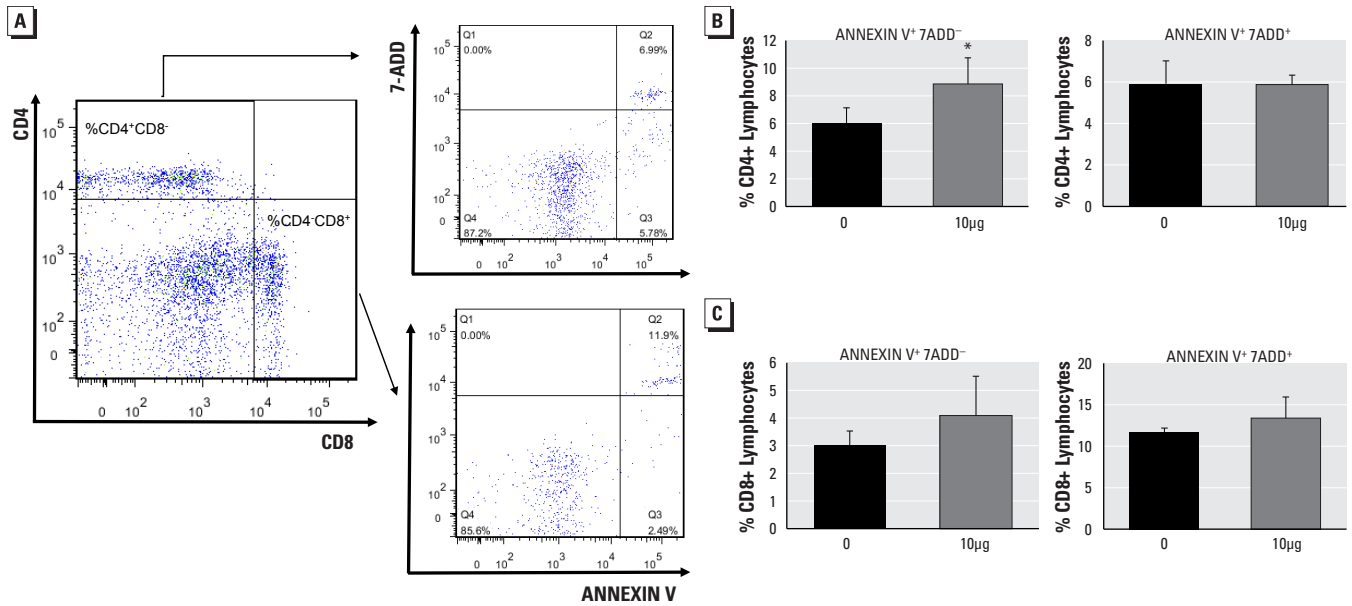 A
CD4
%CD4⁺CD8⁻
%CD4⁻CD8⁺
10⁵
10⁴
10³
10²
0
0 10² 10³ 10⁴ 10⁵
CD8
7-ADD
Q1
0.00%
Q2
6.99%
10⁵
10⁴
10³
10²
0
Q4
87.2%
Q3
5.78%
0 10² 10³ 10⁴ 10⁵
Q1
0.00%
Q2
11.9%
10⁵
10⁴
10³
10²
0
Q4
85.6%
Q3
2.49%
0 10² 10³ 10⁴ 10⁵
ANNEXIN V
B
ANNEXIN V⁺ 7ADD⁻
% CD4+ Lymphocytes
12
10
8
6
4
2
0
*
0 10µg
ANNEXIN V⁺ 7ADD⁺
% CD4+ Lymphocytes
8
6
4
2
0
0 10µg
C
ANNEXIN V⁺ 7ADD⁻
% CD8+ Lymphocytes
6
5
4
3
2
1
0
0 10µg
ANNEXIN V⁺ 7ADD⁺
% CD8+ Lymphocytes
20
15
10
5
0
0 10µg